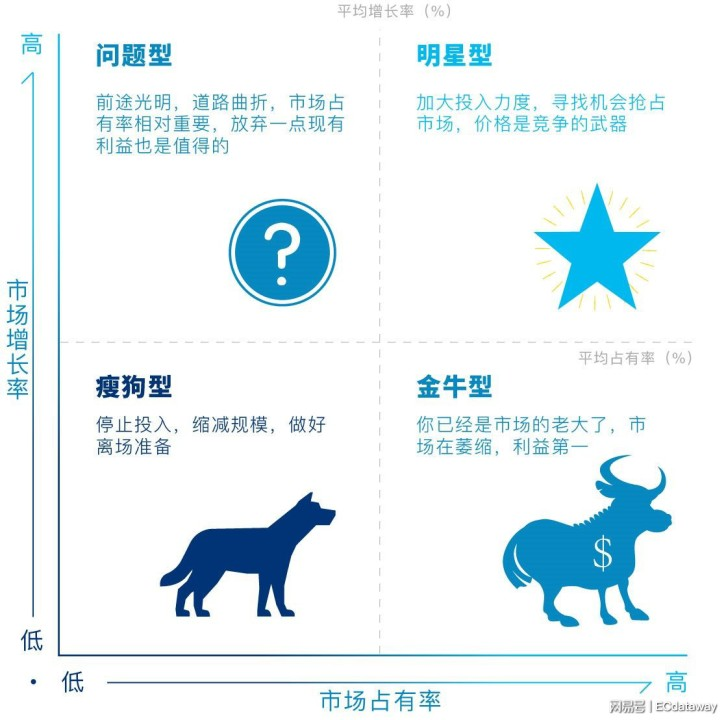 平均增长率（%）
高
问题型
前途光明，道路曲折，市场占
有率相对重要，放弃一点现有
利益也是值得的
明星型
加大投入力度，寻找机会抢占
市场，价格是竞争的武器
?
市场增长率
平均占有率（%）
瘦狗型
停止投入，缩减规模，做好
离场准备
金牛型
你已经是市场的老大了，市
场在萎缩，利益第一
$
低
低
高
市场占有率
网易号 | ECdataway